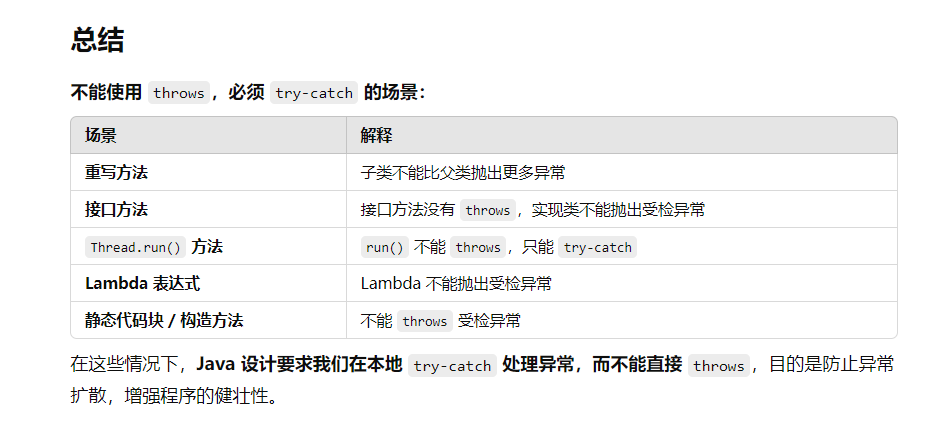 总结
不能使用 throws，必须 try-catch 的场景：
场景 解释
重写方法 子类不能比父类抛出更多异常
接口方法 接口方法没有 throws，实现类不能抛出受检异常
Thread.run() 方法 run() 不能 throws，只能 try-catch
Lambda 表达式 Lambda 不能抛出受检异常
静态代码块 / 构造方法 不能 throws 受检异常
在这些情况下，Java 设计要求我们在本地 try-catch 处理异常，而不能直接 throws，目的是防止异常
扩散，增强程序的健壮性。